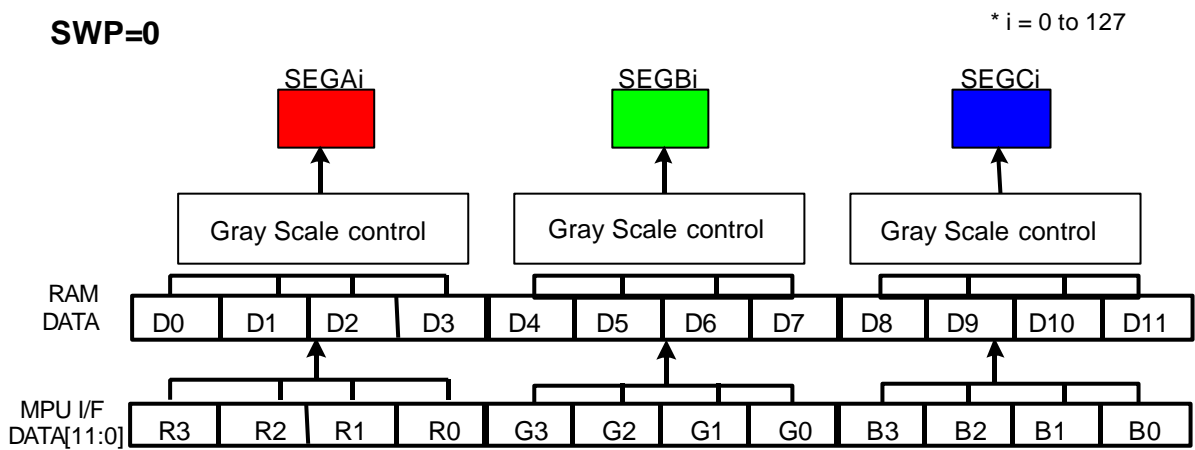 SWP=0
* i = 0 to 127
SEGAi SEGBi SEGCi
Gray Scale control Gray Scale control Gray Scale control
RAM
DATA
D0 D1 D2 D3 D4 D5 D6 D7 D8 D9 D10 D11
MPU I/F
DATA[11:0]
R3 R2 R1 R0 G3 G2 G1 G0 B3 B2 B1 B0